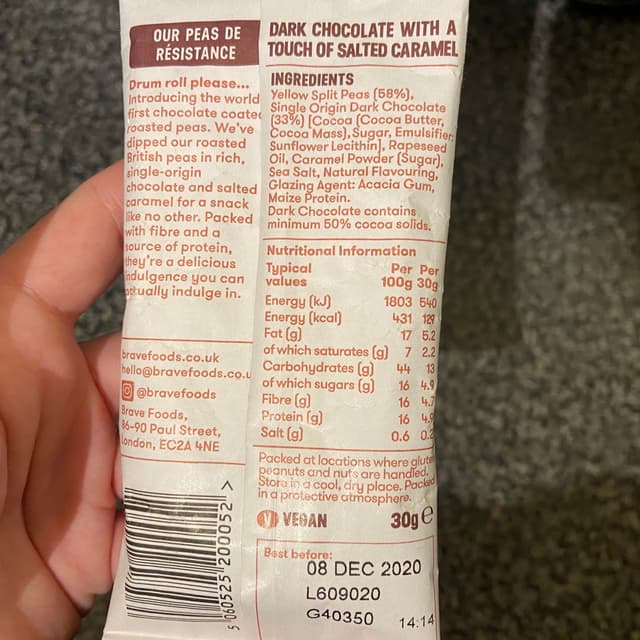 OUR PEAS DE
RÉSISTANCE
Drum roll please...
Introducing the world
first chocolate coated
roasted peas. We've
dipped our roasted
British peas in rich,
single-origin
chocolate and salted
caramel for a snack
like no other. Packed
with fibre and a
source of protein,
they're a delicious
indulgence you can
actually indulge in.
bravefoods.co.uk
hello@bravefoods.co.u
@bravefoods
Brave Foods,
86-90 Paul Street,
London, EC2A 4NE
5 060525 200052 >
DARK CHOCOLATE WITH A
TOUCH OF SALTED CARAMEL
INGREDIENTS
Yellow Split Peas (58%),
Single Origin Dark Chocolate
(33%) [Cocoa (Cocoa Butter,
Cocoa Mass), Sugar, Emulsifier:
Sunflower Lecithin], Rapeseed
Oil, Caramel Powder (Sugar),
Sea Salt, Natural Flavouring,
Glazing Agent: Acacia Gum,
Maize Protein.
Dark Chocolate contains
minimum 50% cocoa solids.
Nutritional Information
Typical Per Per
values 100g 30g
Energy (kJ) 1803 540
Energy (kcal) 431 129
Fat (g) 17 5.2
of which saturates (g) 7 2.2
Carbohydrates (g) 44 13
of which sugars (g) 16 4.9
Fibre (g) 16 4.7
Protein (g) 16 4.9
Salt (g) 0.6 0.2
Packed at locations where gluten
peanuts and nuts are handled.
Store in a cool, dry place. Packed
in a protective atmosphere.
V VEGAN 30g e
Best before:
08 DEC 2020
L609020
G40350 14:14